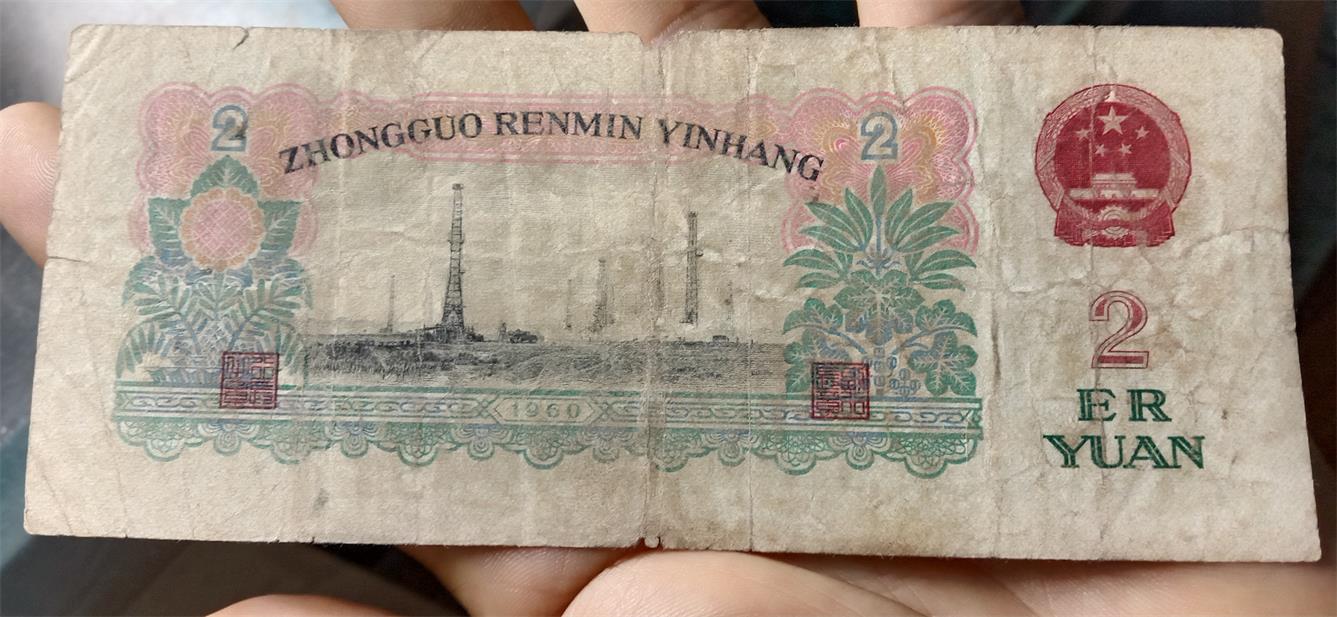 2
2
ZHONGGUO RENMIN YINHANG
1960
2
ER
YUAN